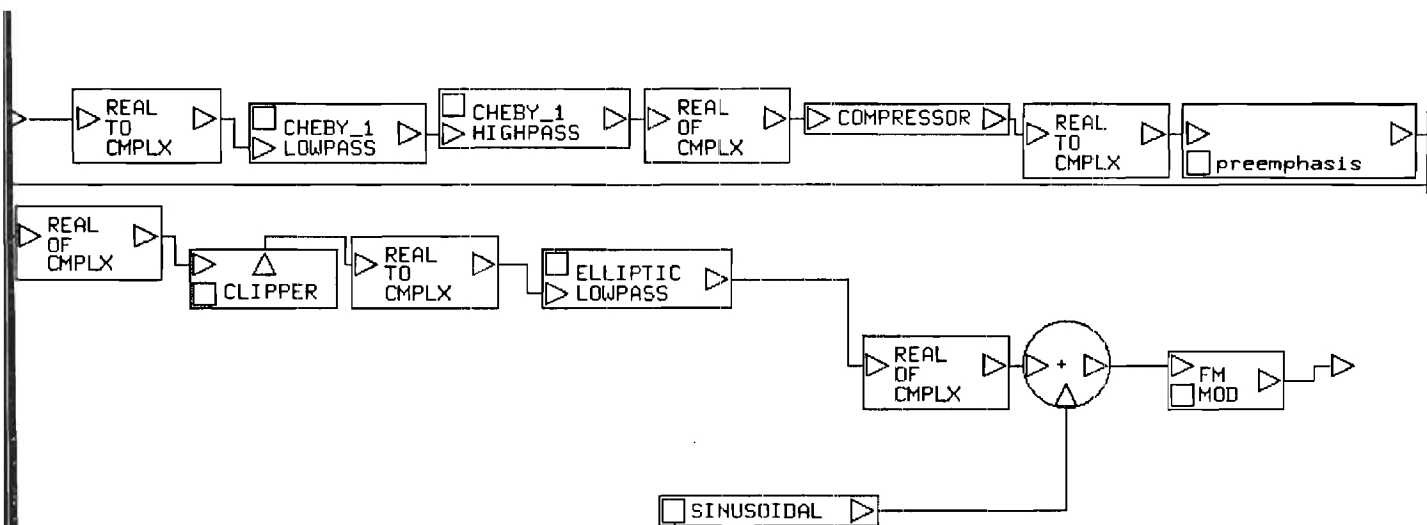 REAL
TO
CMPLX
CHEBY_1
LOWPASS
CHEBY_1
HIGHPASS
REAL
OF
CMPLX
COMPRESSOR
REAL
TO
CMPLX
preemphasis
REAL
OF
CMPLX
CLIPPER
REAL
TO
CMPLX
ELLIPTIC
LOWPASS
REAL
OF
CMPLX
+
FM
MOD
SINUSOIDAL